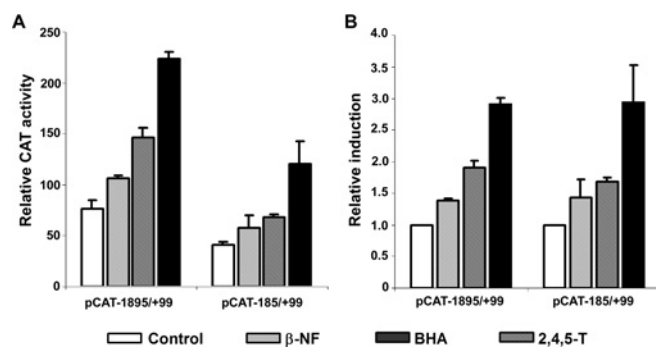 A
Relative CAT activity
250
200
150
100
50
0
pCAT-1895/+99
pCAT-185/+99
B
Relative induction
4.0
3.5
3.0
2.5
2.0
1.5
1.0
0.5
0.0
pCAT-1895/+99
pCAT-185/+99
Control
β-NF
BHA
2,4,5-T